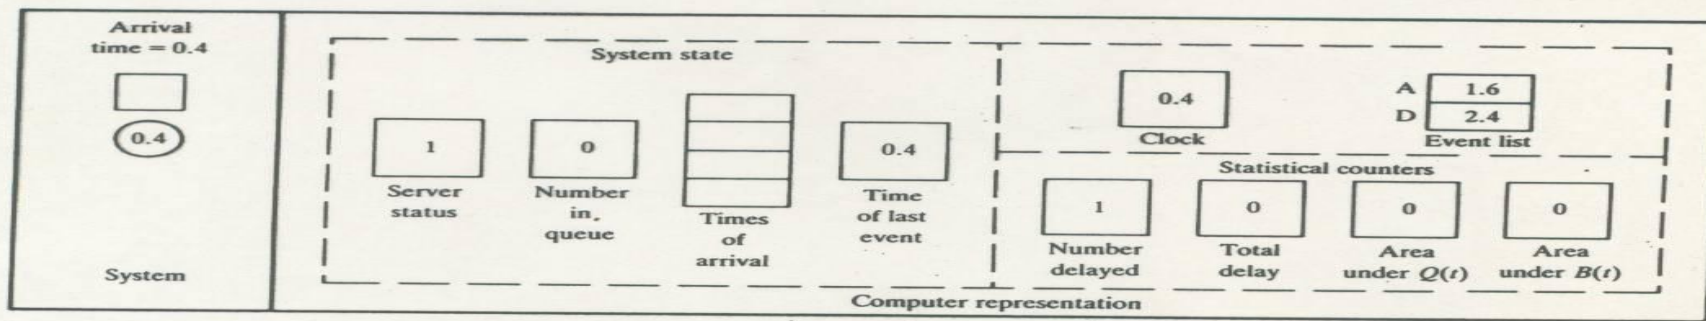 Arrival
time = 0.4
0.4
System
System state
1
Server
status
0
Number
in.
queue
Times
of
arrival
0.4
Time
of last
event
0.4
Clock
A 1.6
D 2.4
Event list
Statistical counters
1
Number
delayed
0
Total
delay
0
Area
under Q(t)
0
Area
under B(t)
Computer representation